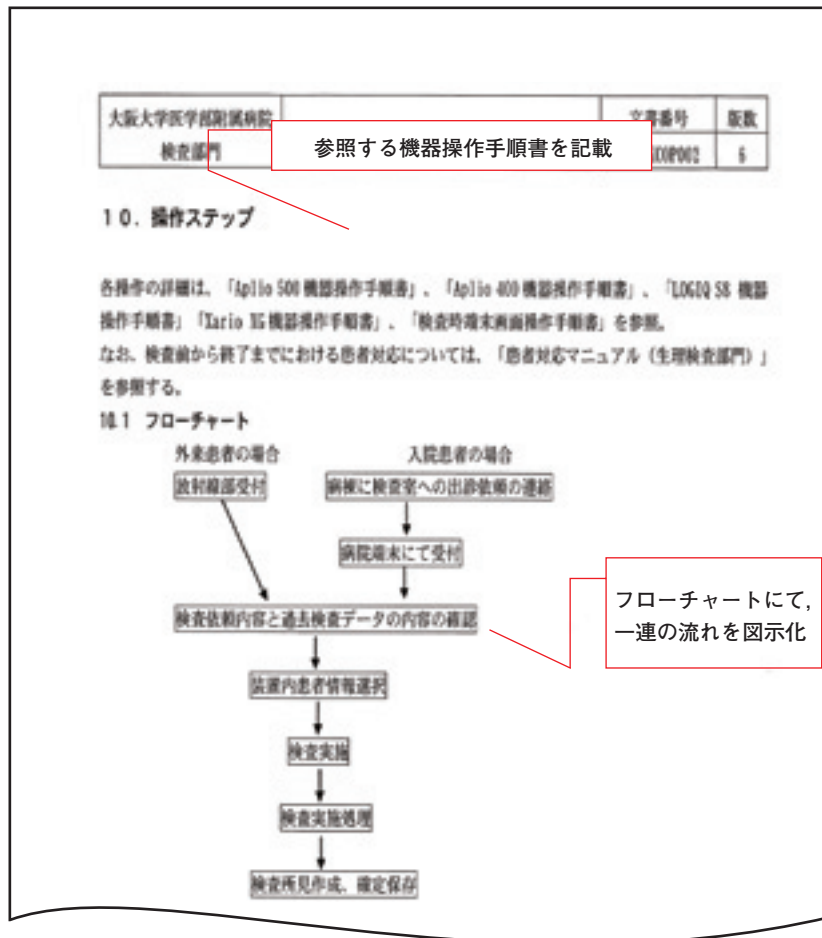 大阪大学医学部附属病院
検査部門
文書番号
版数
6
参照する機器操作手順書を記載
10. 操作ステップ
各操作の詳細は、「Aplio 500 機器操作手順書」、「Aplio 400 機器操作手順書」、「LOGIQ S8 機器
操作手順書」「Xario XG 機器操作手順書」、「検査時端末画面操作手順書」を参照。
なお、検査前から終了までにおける患者対応については、「患者対応マニュアル（生理検査部門）」
を参照する。
10.1 フローチャート
外来患者の場合
入院患者の場合
放射線部受付
病棟に検査室への出診依頼の連絡
病院端末にて受付
検査依頼内容と過去検査データの内容の確認
フローチャートにて，
一連の流れを図示化
装置内患者情報選択
検査実施
検査実施処理
検査所見作成、確定保存